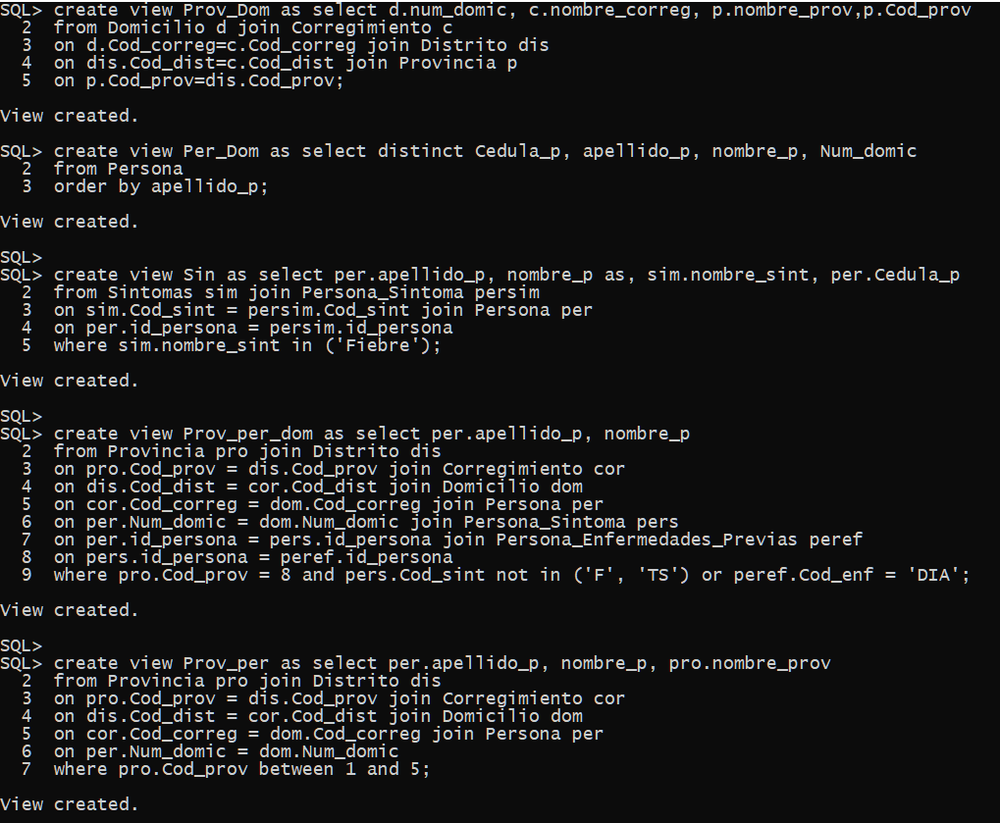 SQL> create view Prov_Dom as select d.num_domic, c.nombre_correg, p.nombre_prov,p.Cod_prov
2 from Domicilio d join Corregimiento c
3 on d.Cod_correg=c.Cod_correg join Distrito dis
4 on dis.Cod_dist=c.Cod_dist join Provincia p
5 on p.Cod_prov=dis.Cod_prov;
View created.
SQL> create view Per_Dom as select distinct Cedula_p, apellido_p, nombre_p, Num_domic
2 from Persona
3 order by apellido_p;
View created.
SQL>
SQL> create view Sin as select per.apellido_p, nombre_p as, sim.nombre_sint, per.Cedula_p
2 from Sintomas sim join Persona_Sintoma persim
3 on sim.Cod_sint = persim.Cod_sint join Persona per
4 on per.id_persona = persim.id_persona
5 where sim.nombre_sint in ('Fiebre');
View created.
SQL>
SQL> create view Prov_per_dom as select per.apellido_p, nombre_p
2 from Provincia pro join Distrito dis
3 on pro.Cod_prov = dis.Cod_prov join Corregimiento cor
4 on dis.Cod_dist = cor.Cod_dist join Domicilio dom
5 on cor.Cod_correg = dom.Cod_correg join Persona per
6 on per.Num_domic = dom.Num_domic join Persona_Sintoma pers
7 on per.id_persona = pers.id_persona join Persona_Enfermedades_Previas peref
8 on pers.id_persona = peref.id_persona
9 where pro.Cod_prov = 8 and pers.Cod_sint not in ('F', 'TS') or peref.Cod_enf = 'DIA';
View created.
SQL>
SQL> create view Prov_per as select per.apellido_p, nombre_p, pro.nombre_prov
2 from Provincia pro join Distrito dis
3 on pro.Cod_prov = dis.Cod_prov join Corregimiento cor
4 on dis.Cod_dist = cor.Cod_dist join Domicilio dom
5 on cor.Cod_correg = dom.Cod_correg join Persona per
6 on per.Num_domic = dom.Num_domic
7 where pro.Cod_prov between 1 and 5;
View created.